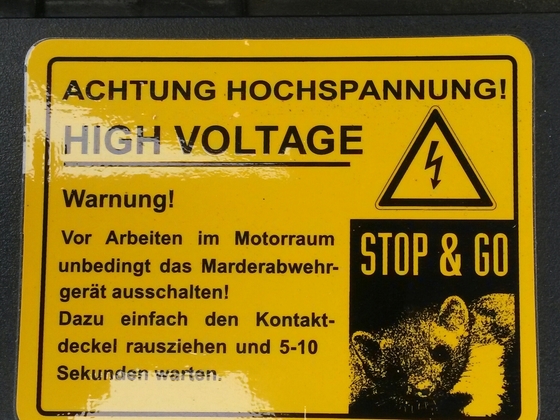 ACHTUNG HOCHSPANNUNG!
HIGH VOLTAGE
Warnung!
Vor Arbeiten im Motorraum
unbedingt das Marderabwehr-
gerät ausschalten!
Dazu einfach den Kontakt-
deckel rausziehen und 5-10
Sekunden warten.
STOP & GO